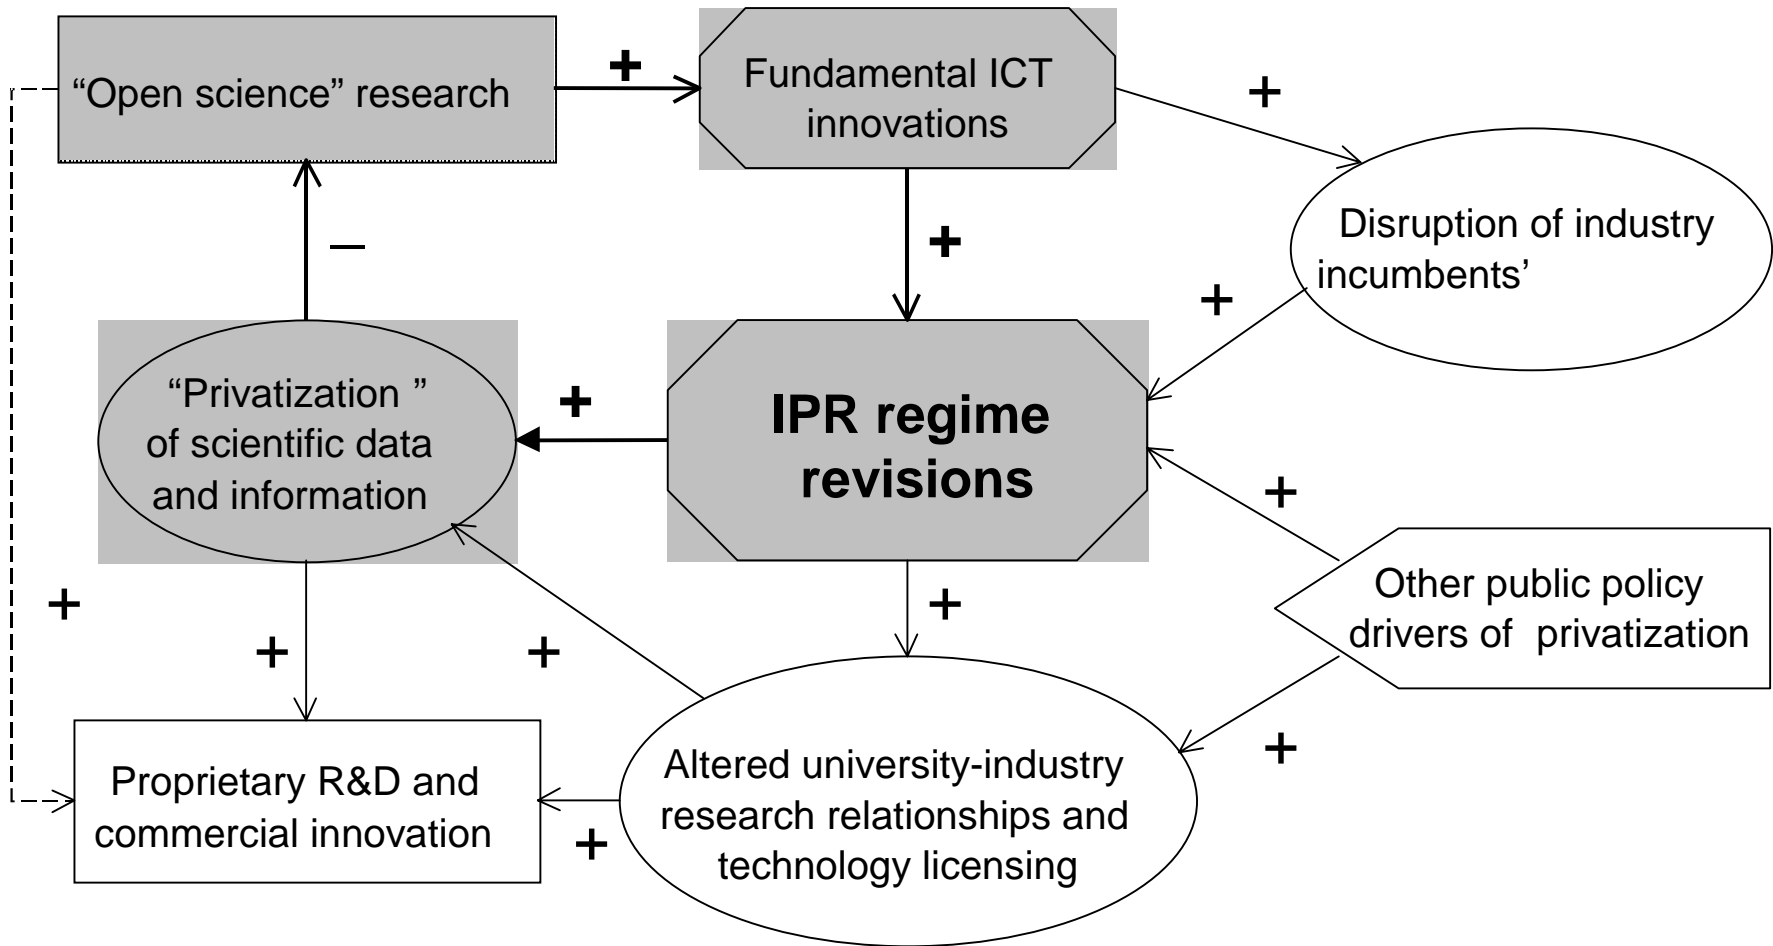 “Open science” research
+
Fundamental ICT
innovations
+
Disruption of industry
incumbents’
–
+
+
“Privatization ”
of scientific data
and information
+
IPR regime
revisions
+
Other public policy
drivers of  privatization
+
+
+
+
+
Proprietary R&D and
commercial innovation
+
Altered university-industry
research relationships and
technology licensing